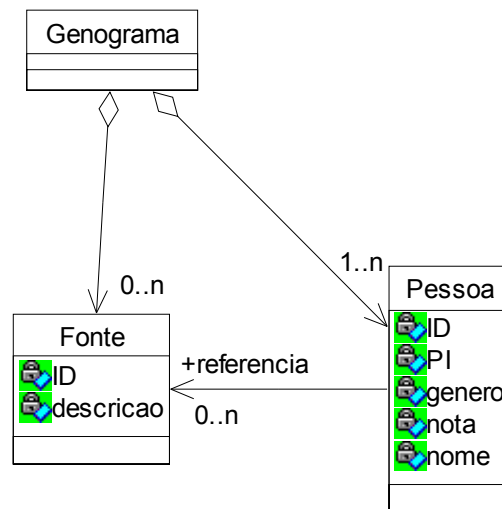 Genograma
0..n
1..n
Fonte
ID
descricao
+referencia
0..n
Pessoa
ID
PI
genero
nota
nome